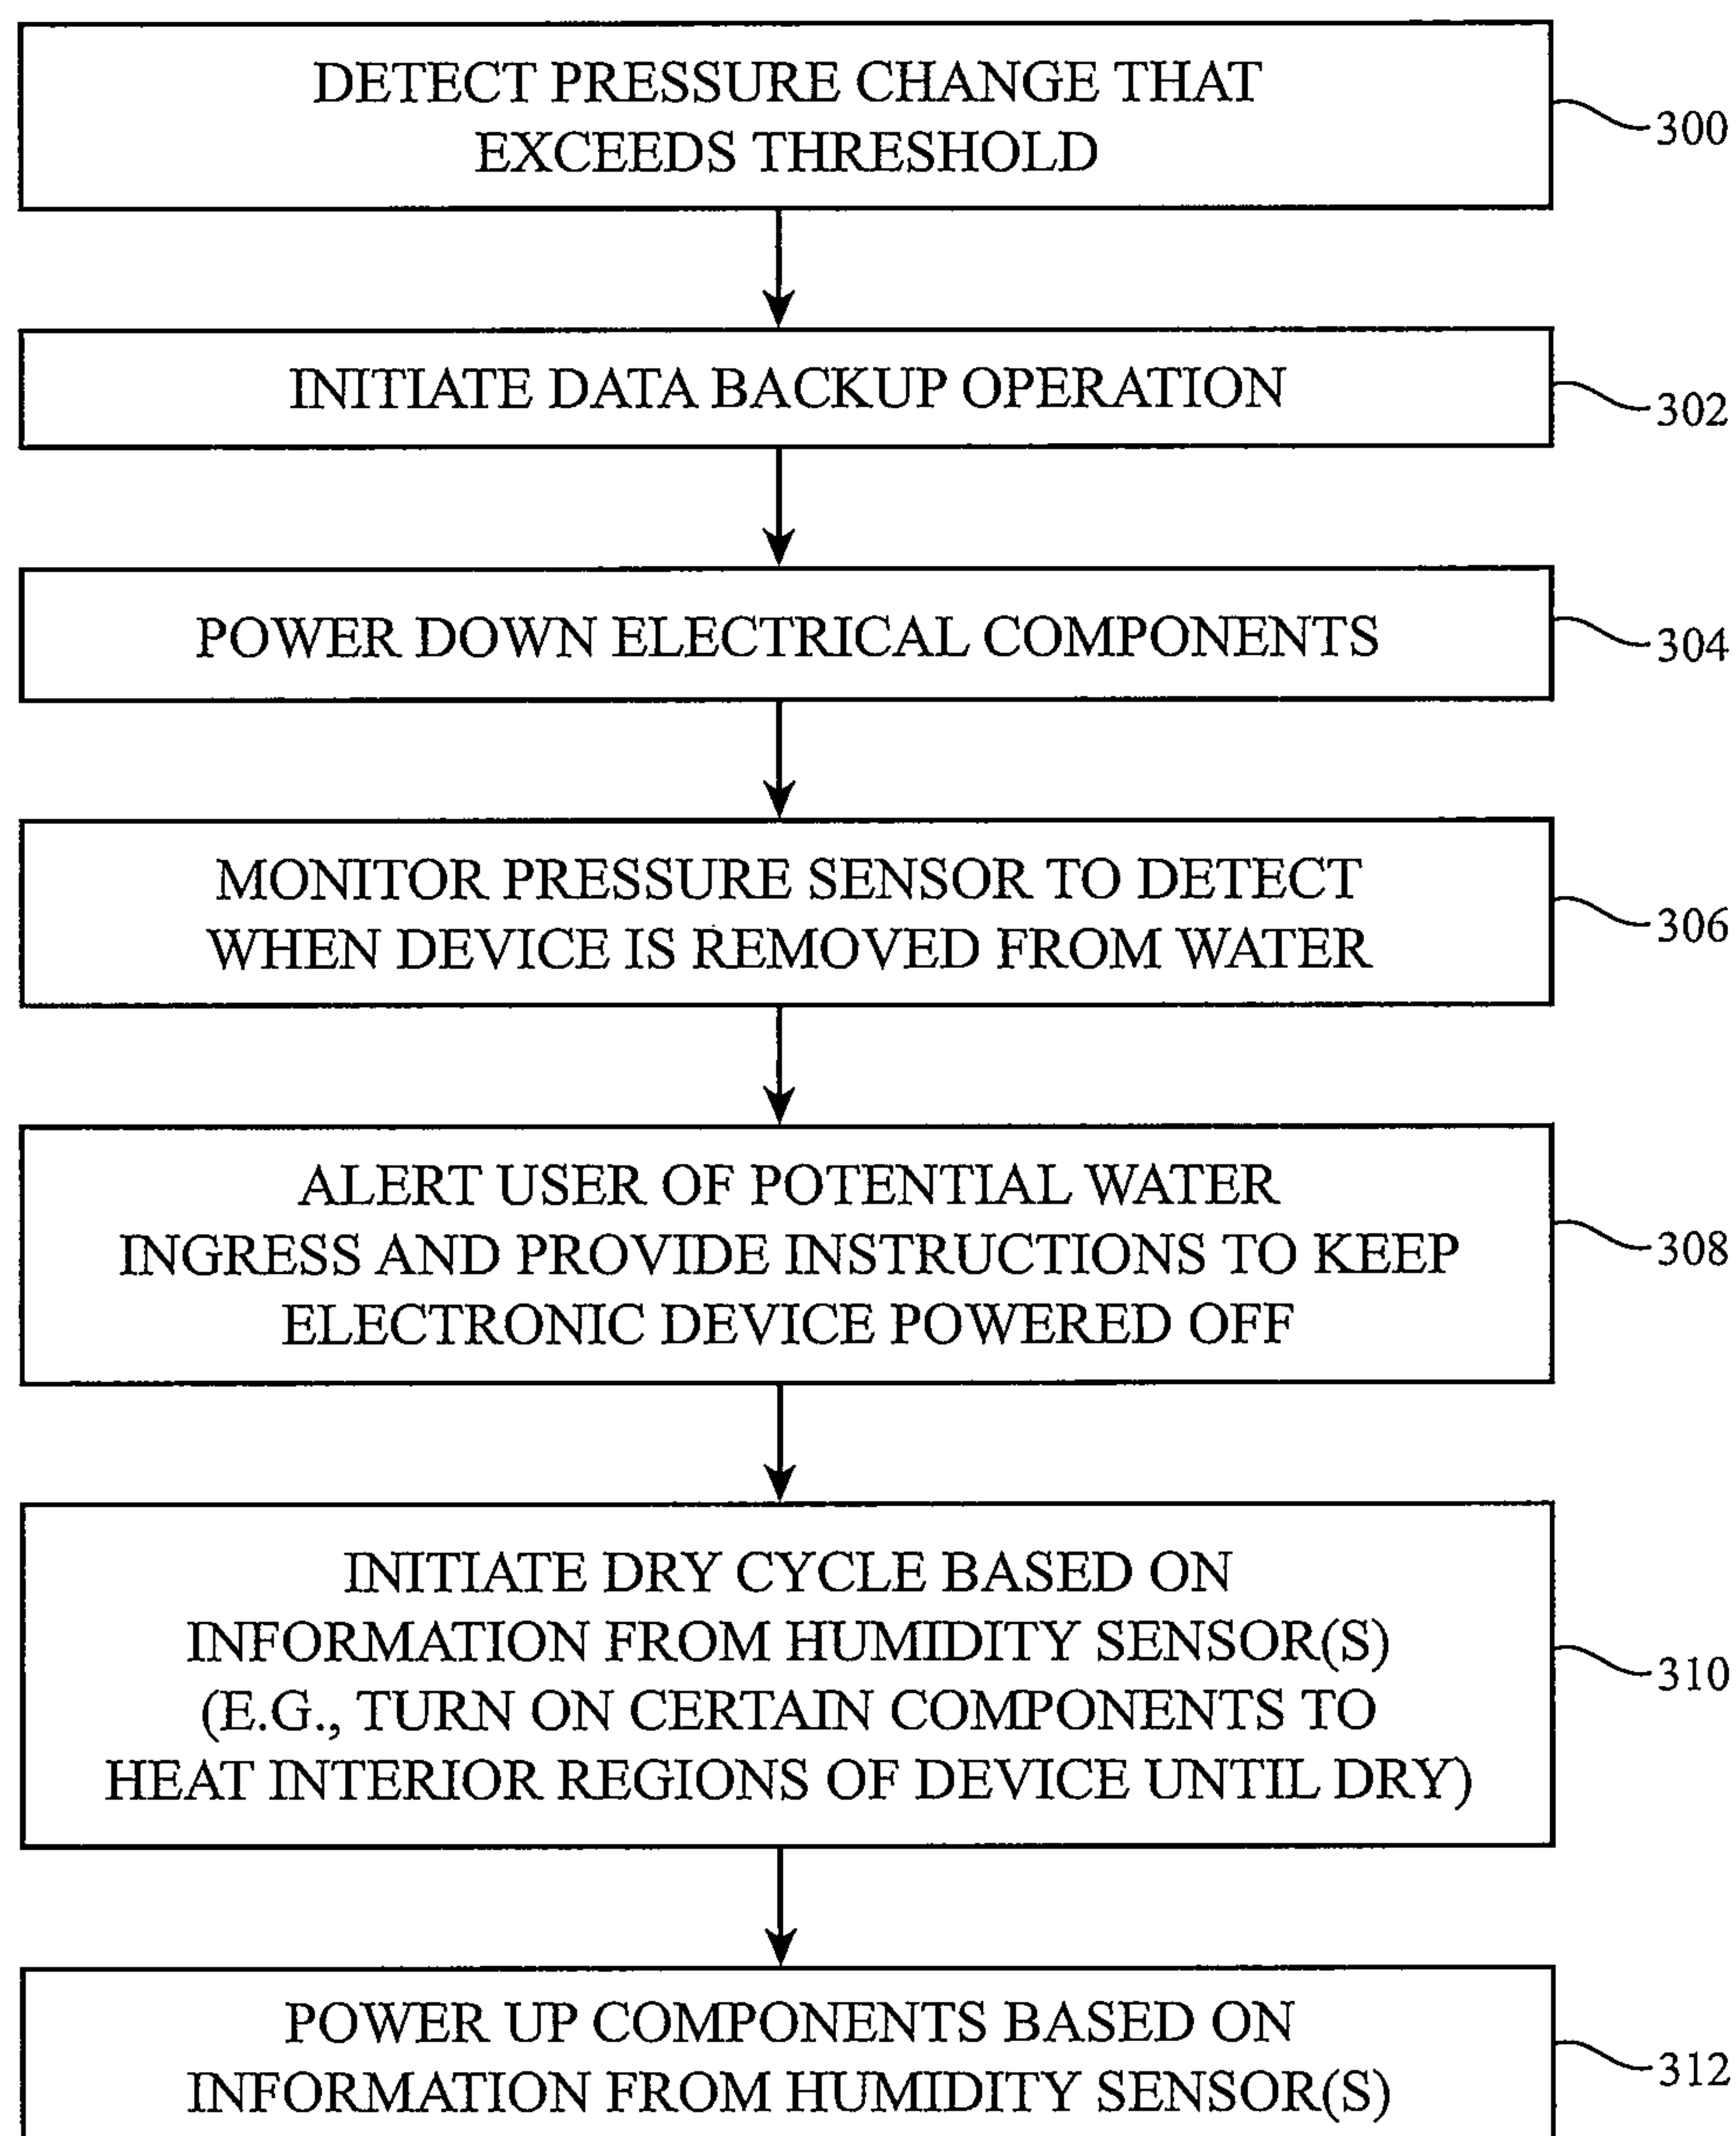 DETECT PRESSURE CHANGE THAT
EXCEEDS THRESHOLD
300
INITIATE DATA BACKUP OPERATION
302
POWER DOWN ELECTRICAL COMPONENTS
304
MONITOR PRESSURE SENSOR TO DETECT
WHEN DEVICE IS REMOVED FROM WATER
306
ALERT USER OF POTENTIAL WATER
INGRESS AND PROVIDE INSTRUCTIONS TO KEEP
ELECTRONIC DEVICE POWERED OFF
308
INITIATE DRY CYCLE BASED ON
INFORMATION FROM HUMIDITY SENSOR(S)
(E.G., TURN ON CERTAIN COMPONENTS TO
HEAT INTERIOR REGIONS OF DEVICE UNTIL DRY)
310
POWER UP COMPONENTS BASED ON
INFORMATION FROM HUMIDITY SENSOR(S)
312